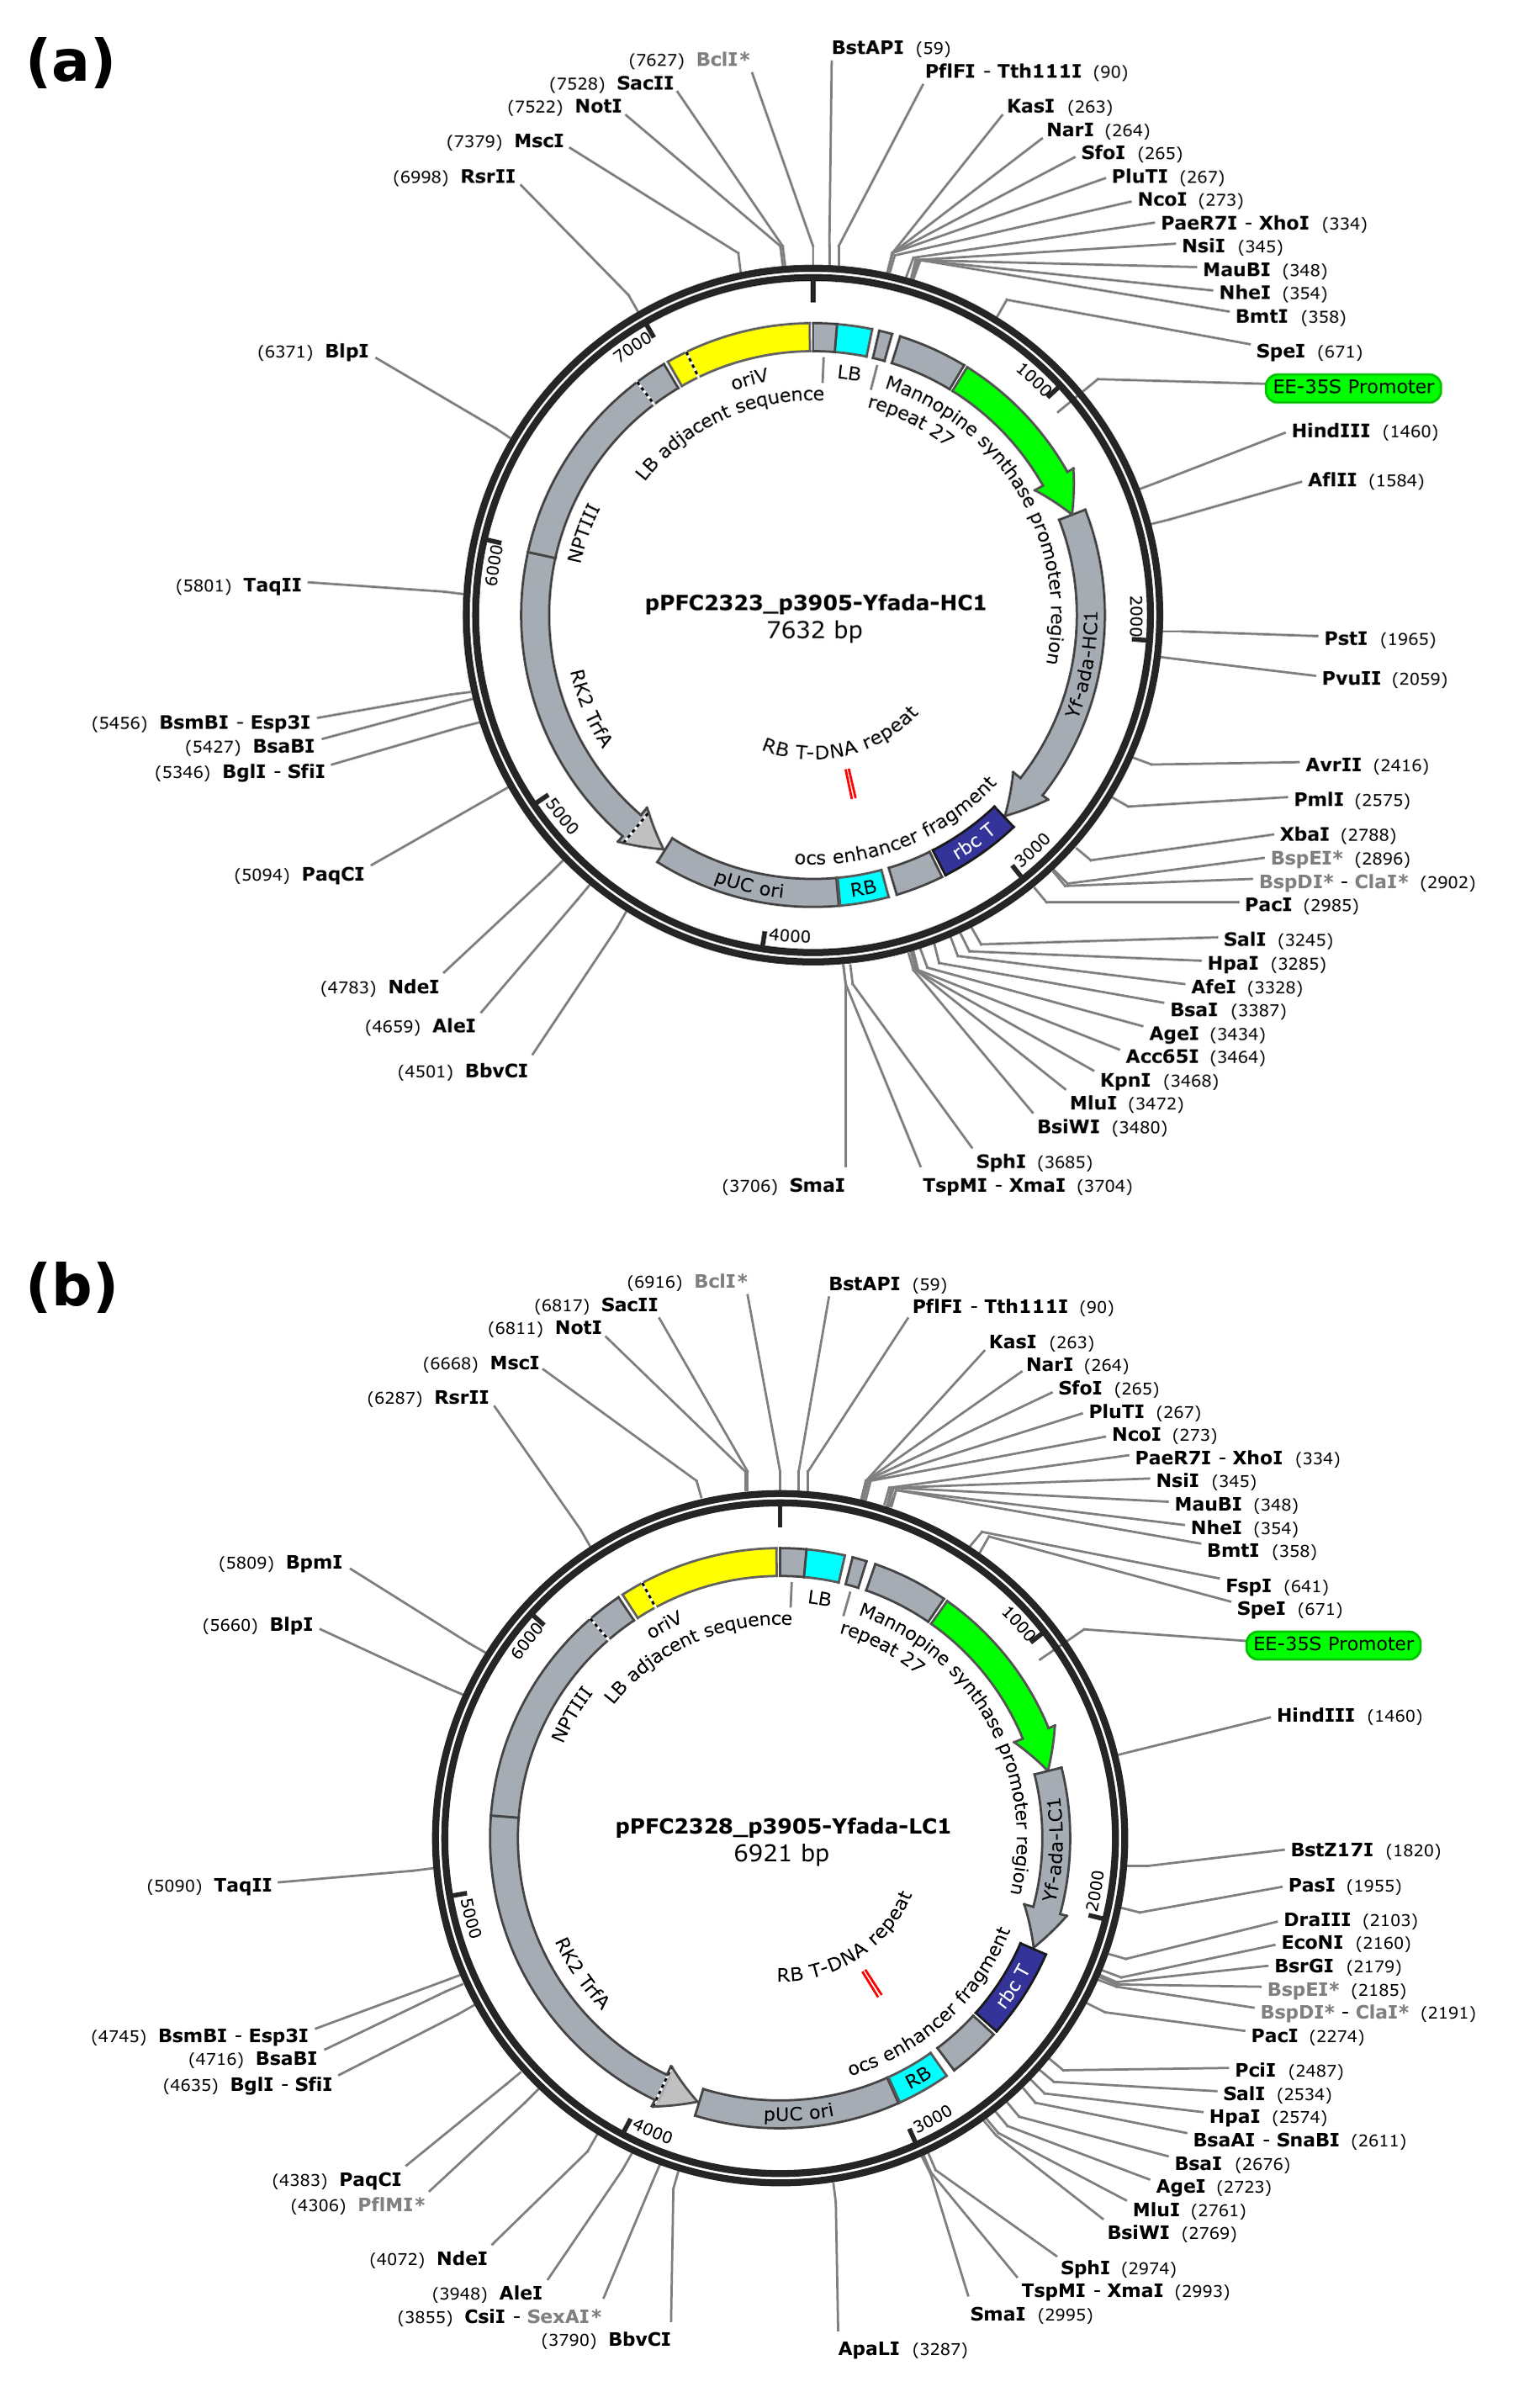 (a)
(7627) BclI*
(7528) SacII
(7522) NotI
(7379) MscI
(6998) RsrII
(6371) BlpI
(5801) TaqII
(5456) BsmBI - Esp3I
(5427) BsaBI
(5346) BglI - SfiI
(5094) PaqCI
(4783) NdeI
(4659) AleI
(4501) BbvCI
(3706) SmaI
BstAPI (59)
PflFI - Tth111I (90)
KasI (263)
NarI (264)
SfoI (265)
PluTI (267)
NcoI (273)
PaeR7I - XhoI (334)
NsiI (345)
MauBI (348)
NheI (354)
BmtI (358)
SpeI (671)
EE-35S Promoter
HindIII (1460)
AflII (1584)
PstI (1965)
PvuII (2059)
AvrII (2416)
PmlI (2575)
XbaI (2788)
BspEI* (2896)
BspDI* - ClaI* (2902)
PacI (2985)
SalI (3245)
HpaI (3285)
AfeI (3328)
BsaI (3387)
AgeI (3434)
Acc65I (3464)
KpnI (3468)
MluI (3472)
BsiWI (3480)
SphI (3685)
TspMI - XmaI (3704)
1000
2000
3000
4000
5000
6000
7000
oriV
LB adjacent sequence
LB
repeat 27
Mannopine synthase promoter region
Yf-ada-HC1
rbc T
ocs enhancer fragment
RB
RB T-DNA repeat
pUC ori
RK2 TrfA
NPTIII
pPFC2323_p3905-Yfada-HC1
7632 bp
(b)
(6916) BclI*
(6817) SacII
(6811) NotI
(6668) MscI
(6287) RsrII
(5809) BpmI
(5660) BlpI
(5090) TaqII
(4745) BsmBI - Esp3I
(4716) BsaBI
(4635) BglI - SfiI
(4383) PaqCI
(4306) PflMI*
(4072) NdeI
(3948) AleI
(3855) CsiI - SexAI*
(3790) BbvCI
BstAPI (59)
PflFI - Tth111I (90)
KasI (263)
NarI (264)
SfoI (265)
PluTI (267)
NcoI (273)
PaeR7I - XhoI (334)
NsiI (345)
MauBI (348)
NheI (354)
BmtI (358)
FspI (641)
SpeI (671)
EE-35S Promoter
HindIII (1460)
BstZ17I (1820)
PasI (1955)
DraIII (2103)
EcoNI (2160)
BsrGI (2179)
BspEI* (2185)
BspDI* - ClaI* (2191)
PacI (2274)
PciI (2487)
SalI (2534)
HpaI (2574)
BsaAI - SnaBI (2611)
BsaI (2676)
AgeI (2723)
MluI (2761)
BsiWI (2769)
SphI (2974)
TspMI - XmaI (2993)
SmaI (2995)
ApaLI (3287)
1000
2000
3000
4000
5000
6000
oriV
LB adjacent sequence
LB
repeat 27
Mannopine synthase promoter region
Yf-ada-LC1
rbc T
ocs enhancer fragment
RB
RB T-DNA repeat
pUC ori
RK2 TrfA
NPTIII
pPFC2328_p3905-Yfada-LC1
6921 bp